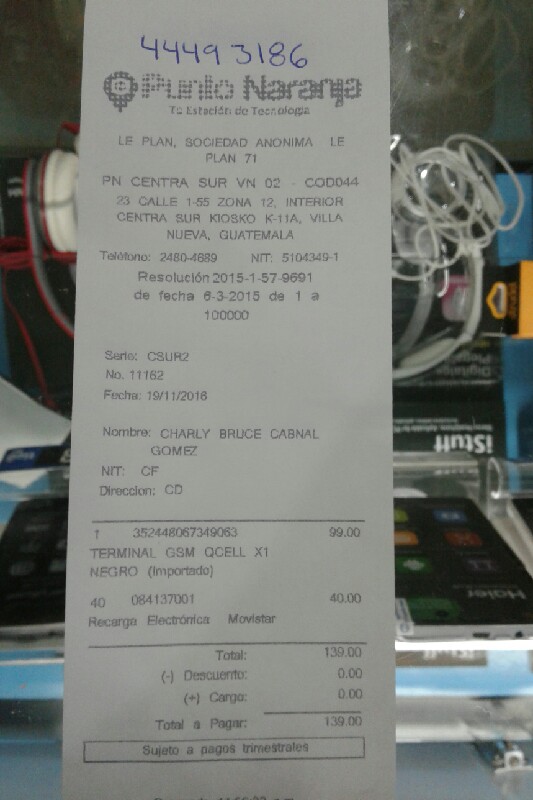 44493186
Punto Naranja
Tu Estación de Tecnología
LE PLAN, SOCIEDAD ANONIMA LE
PLAN 71
PN CENTRA SUR VN 02 - COD044
23 CALLE 1-55 ZONA 12, INTERIOR
CENTRA SUR KIOSKO K-11A, VILLA
NUEVA, GUATEMALA
Teléfono: 2480-4689 NIT: 5104349-1
Resolución 2015-1-57-9691
de fecha 6-3-2015 de 1 a
100000
Serie: CSUR2
No. 11162
Fecha: 19/11/2016
Nombre: CHARLY BRUCE CABNAL
GOMEZ
NIT: CF
Direccion: CD
1 352448067349063 99.00
TERMINAL GSM QCELL X1
NEGRO (Importado)
40 084137001 40.00
Recarga Electrónica Movistar
Total: 139.00
(-) Descuento: 0.00
(+) Cargo: 0.00
Total a Pagar: 139.00
Sujeto a pagos trimestrales
iStuff
Haier